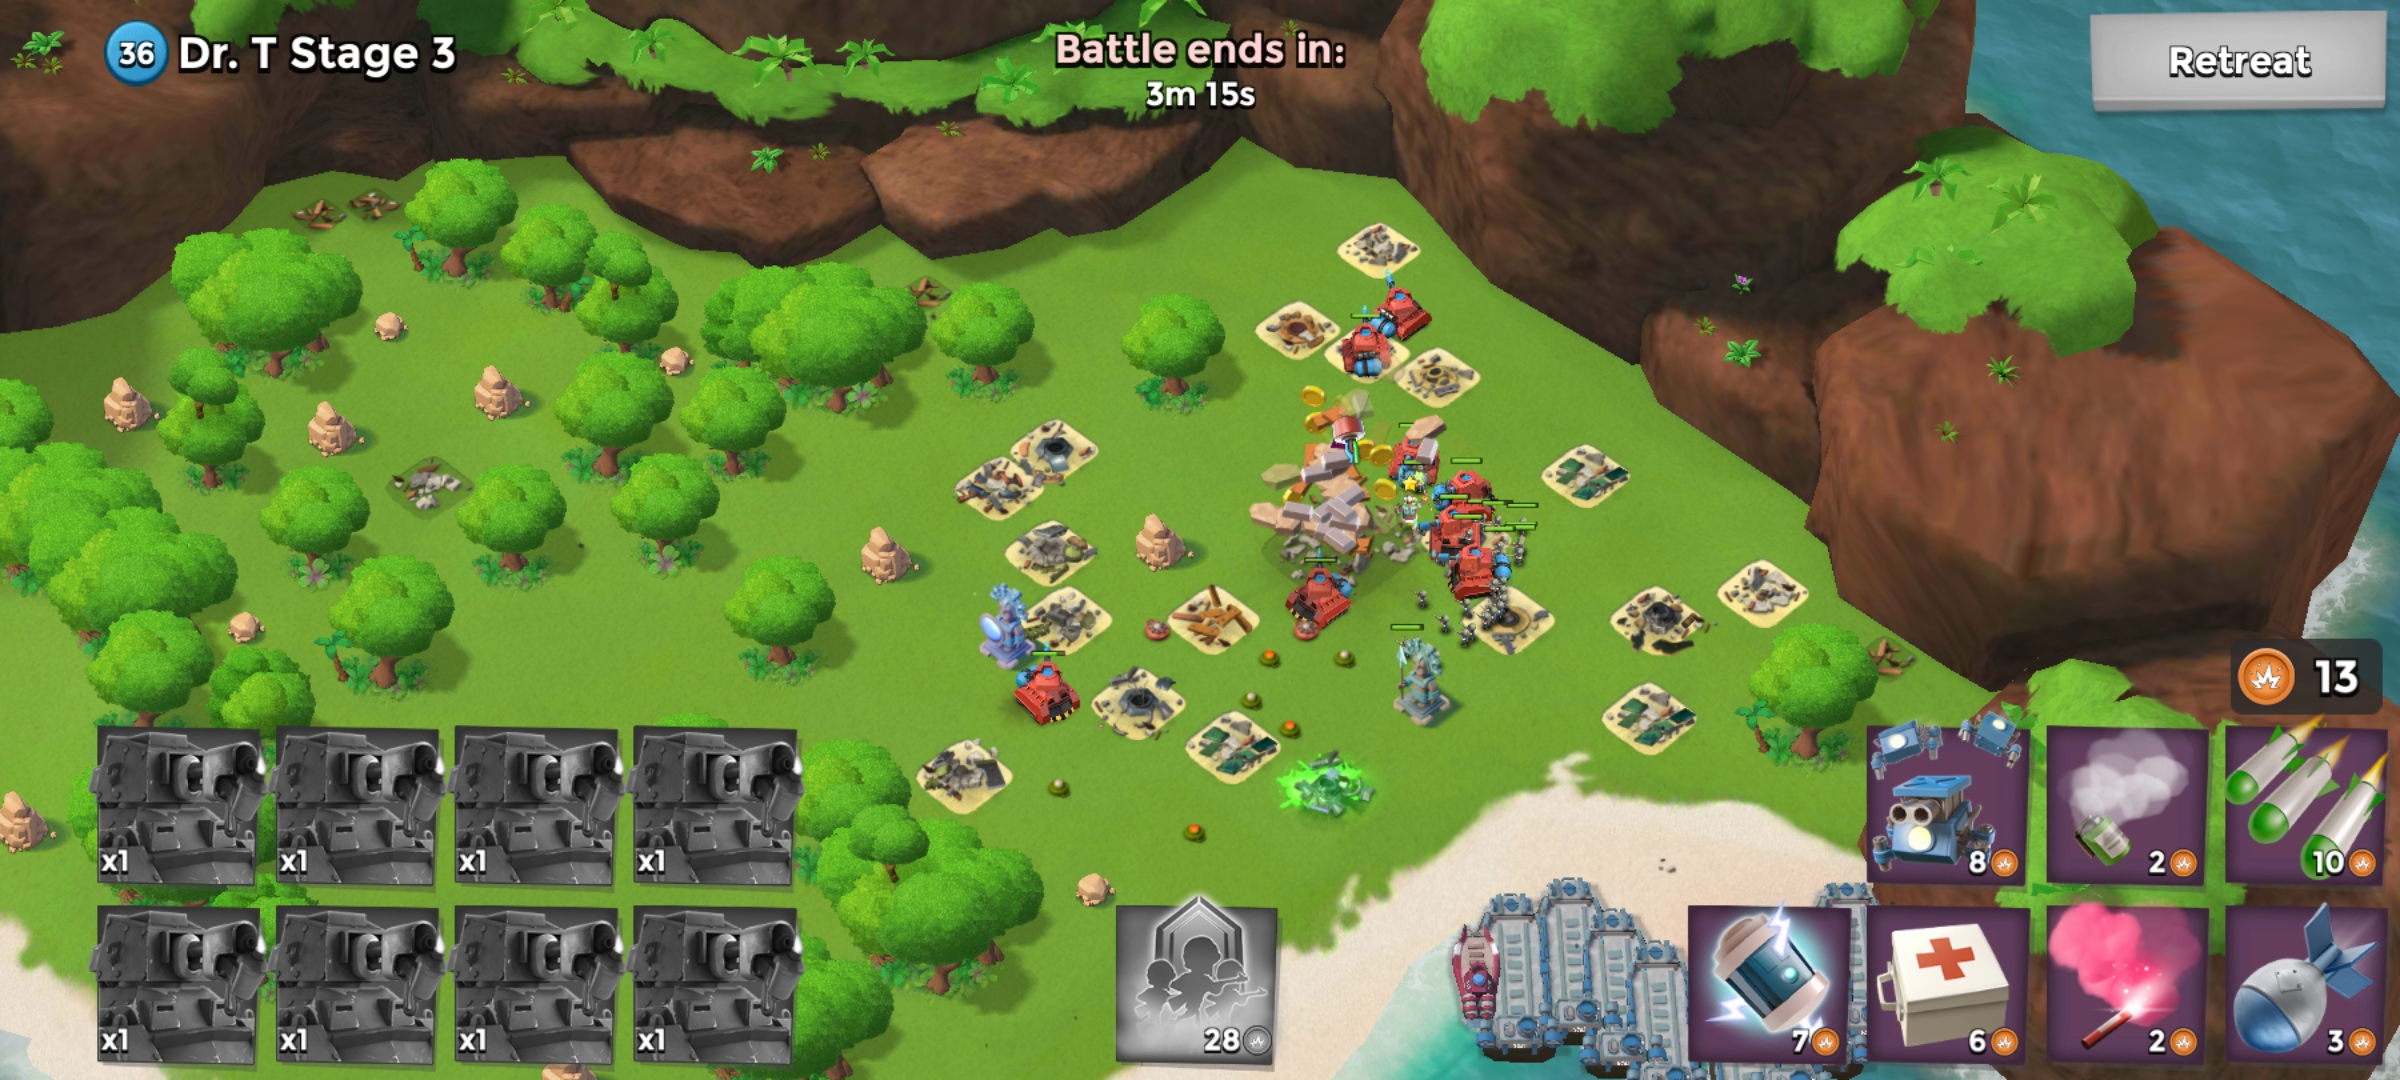 36 Dr. T Stage 3
Battle ends in:
3m 15s
Retreat
13
x1 x1 x1 x1
8 2 10
x1 x1 x1 x1
28 7 6 2 3